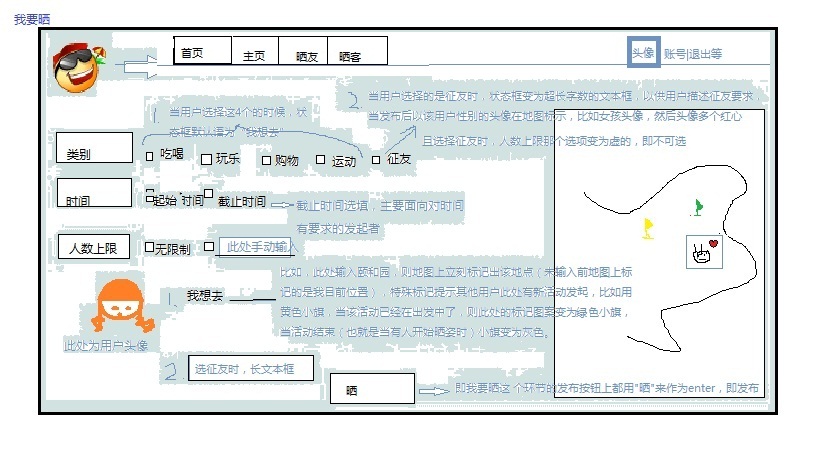 我要晒
首页 主页 晒友 晒客
头像 账号|退出等
1.当用户选择这4个的时候，状
态框默认语为"我想去"
2.当用户选择的是征友时，状态框变为超长字数的文本框，以供用户描述征友要求，
当发布后以该用户性别的头像在地图标示，比如女孩头像，然后头像多个红心
且选择征友时，人数上限那个选项变为虚的，即不可选
类别 吃喝 玩乐 购物 运动 征友
时间 起始时间 截止时间
截止时间选填，主要面向对时间
有要求的发起者
人数上限 无限制 此处手动输入
比如，此处输入颐和园，则地图上立刻标记出该地点（未输入前地图上标
记的是我目前位置），特殊标记提示其他用户此处有新活动发起，比如用
黄色小旗，当该活动已经在出发中了，则此处的标记图案变为绿色小旗，
当活动结束（也就是当有人开始晒姿时）小旗变为灰色。
1.我想去
此处为用户头像
2.选征友时，长文本框
晒
即我要晒这个环节的发布按钮上都用"晒"来作为enter，即发布